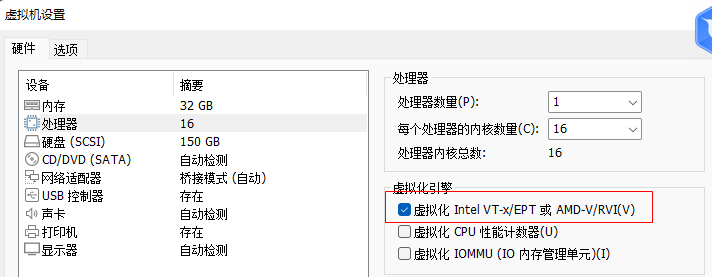 虚拟机设置
硬件 选项
设备 摘要
内存 32 GB
处理器 16
硬盘 (SCSI) 150 GB
CD/DVD (SATA) 自动检测
网络适配器 桥接模式 (自动)
USB 控制器 存在
声卡 自动检测
打印机 存在
显示器 自动检测
处理器
处理器数量(P): 1
每个处理器的内核数量(C): 16
处理器内核总数: 16
虚拟化引擎
虚拟化 Intel VT-x/EPT 或 AMD-V/RVI(V)
虚拟化 CPU 性能计数器(U)
虚拟化 IOMMU (IO 内存管理单元)(I)